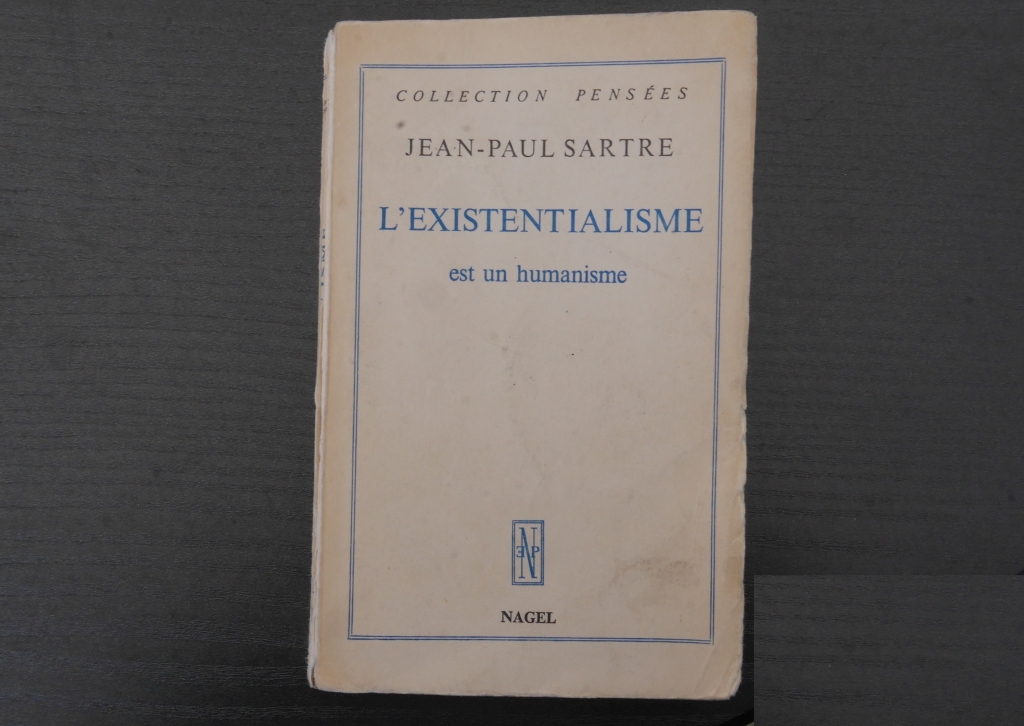 COLLECTION PENSÉES
JEAN-PAUL SARTRE
L'EXISTENTIALISME
est un humanisme
N
E P
NAGEL